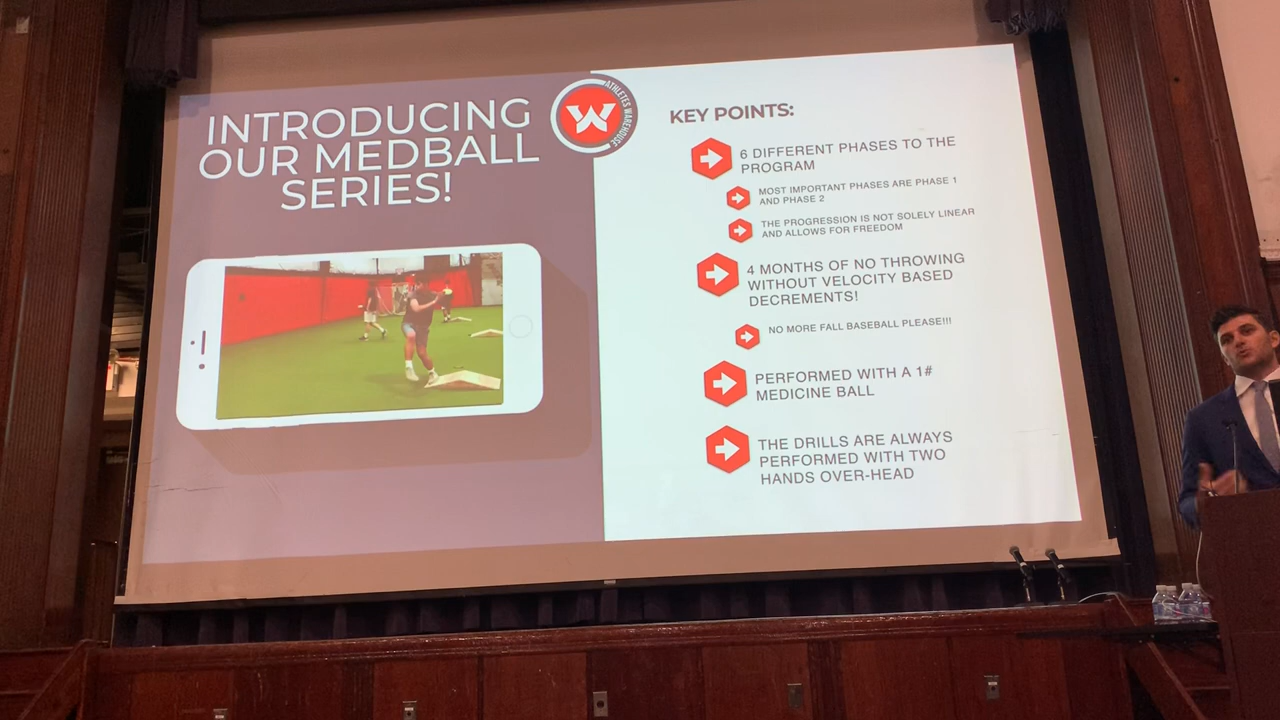 INTRODUCING
OUR MEDBALL
SERIES!
W
ATHLETES WAREHOUSE
KEY POINTS:
6 DIFFERENT PHASES TO THE
PROGRAM
MOST IMPORTANT PHASES ARE PHASE 1
AND PHASE 2
THE PROGRESSION IS NOT SOLELY LINEAR
AND ALLOWS FOR FREEDOM
4 MONTHS OF NO THROWING
WITHOUT VELOCITY BASED
DECREMENTS!
NO MORE FALL BASEBALL PLEASE!!!
PERFORMED WITH A 1#
MEDICINE BALL
THE DRILLS ARE ALWAYS
PERFORMED WITH TWO
HANDS OVER-HEAD